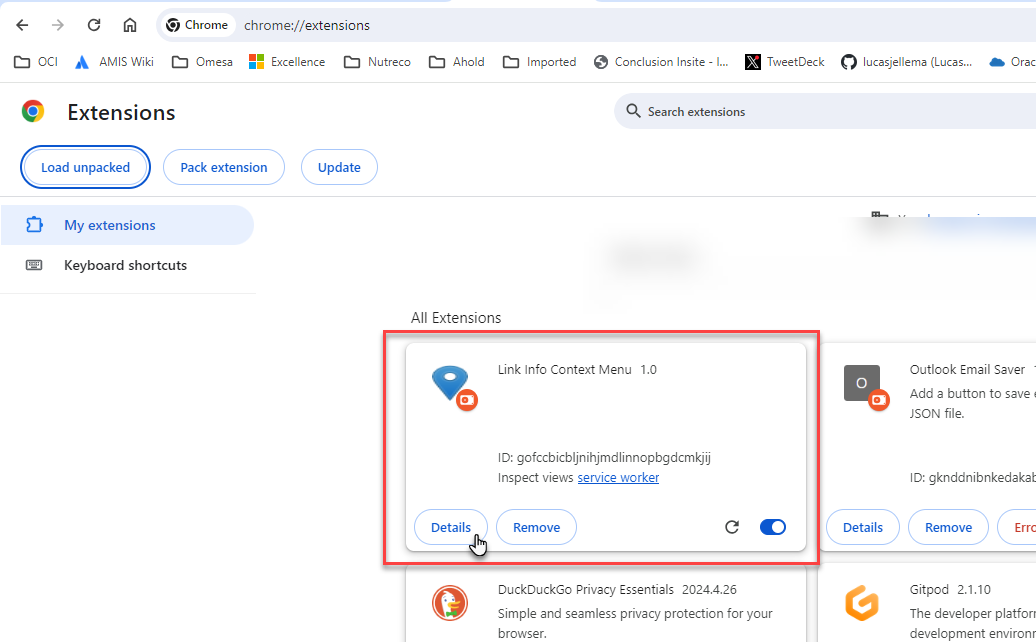 Chrome chrome://extensions
OCI AMIS Wiki Omesa Excellence Nutreco Ahold Imported Conclusion Insite - I... TweetDeck lucasjellema (Lucas... Orac
Extensions
Search extensions
Load unpacked Pack extension Update
My extensions
Keyboard shortcuts
All Extensions
Link Info Context Menu 1.0
ID: gofccbicbljnihjmdlinnopbgdcmkjij
Inspect views service worker
Details Remove
O
Outlook Email Saver
Add a button to save e
JSON file.
ID: gknddnibnkedakab
Details Remove Erro
DuckDuckGo Privacy Essentials 2024.4.26
Simple and seamless privacy protection for your
browser.
Gitpod 2.1.10
The developer platform
development environ